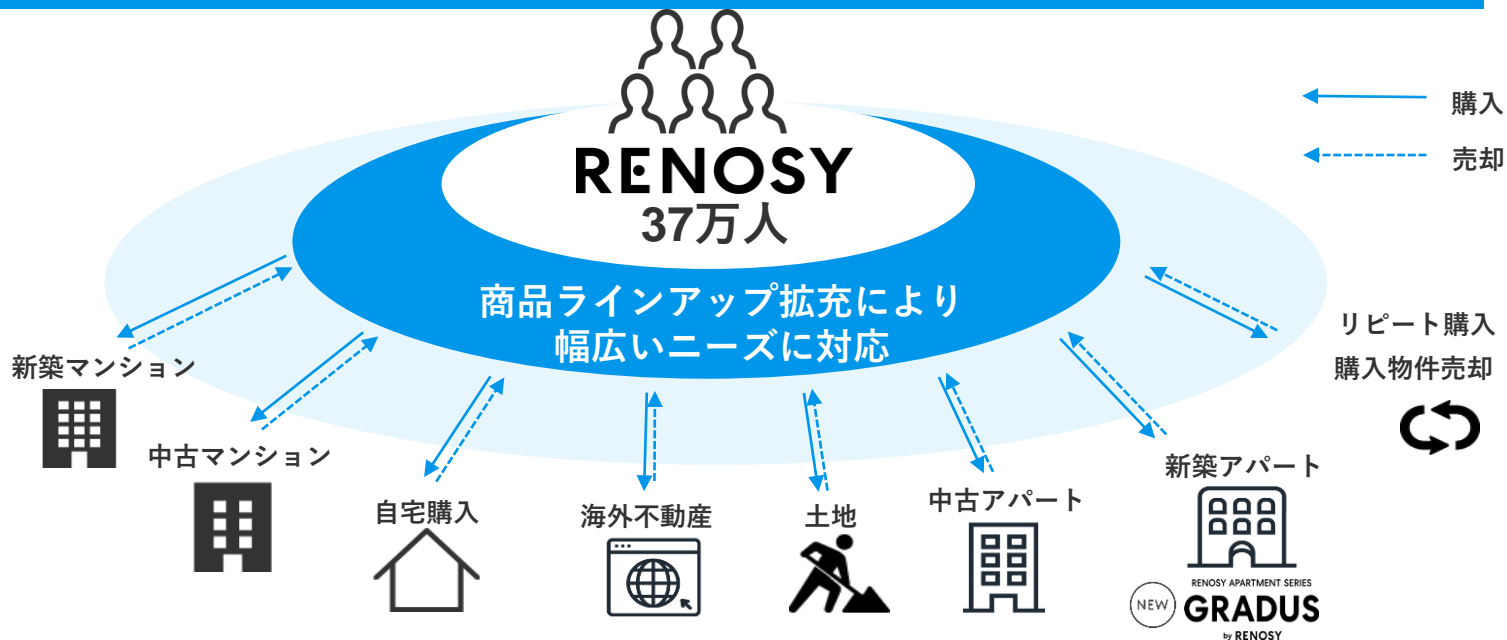 RENOSY
37万人
購入
売却
商品ラインアップ拡充により
幅広いニーズに対応
新築マンション
中古マンション
自宅購入
海外不動産
土地
中古アパート
新築アパート
RENOSY APARTMENT SERIES
NEW
GRADUS
by RENOSY
リピート購入
購入物件売却